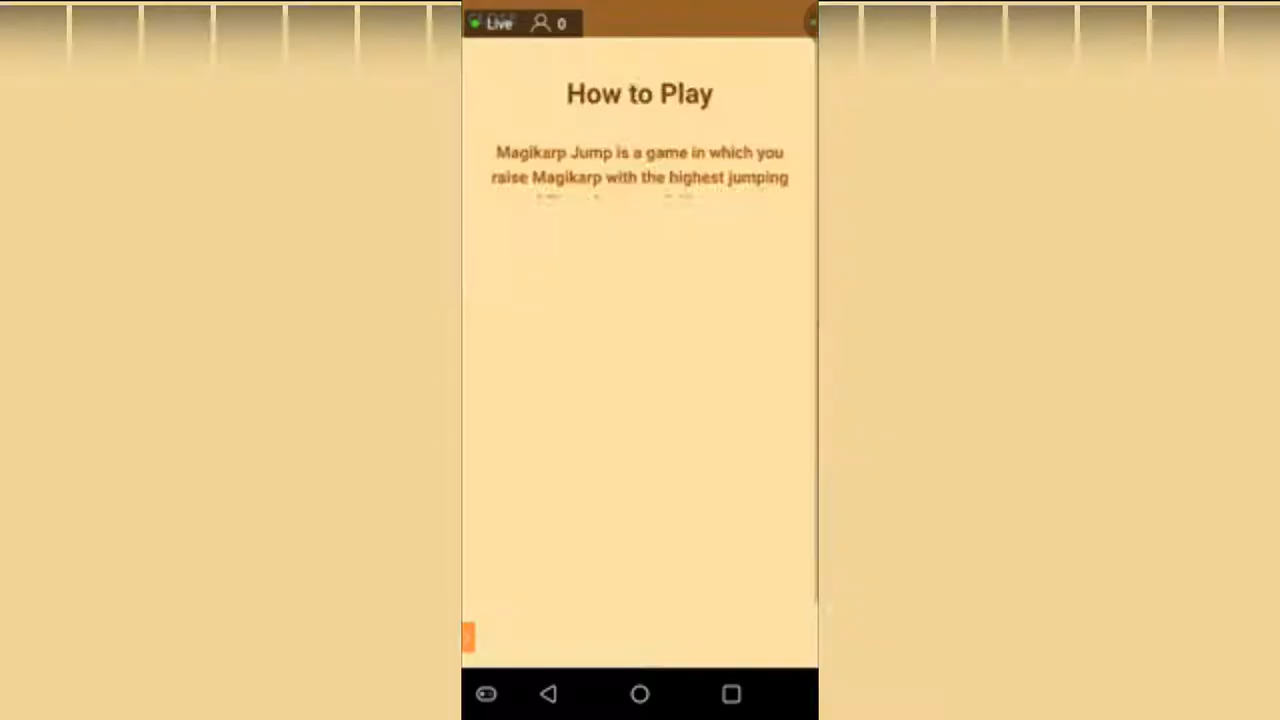 Live 0
How to Play
Magikarp Jump is a game in which you
raise Magikarp with the highest jumping